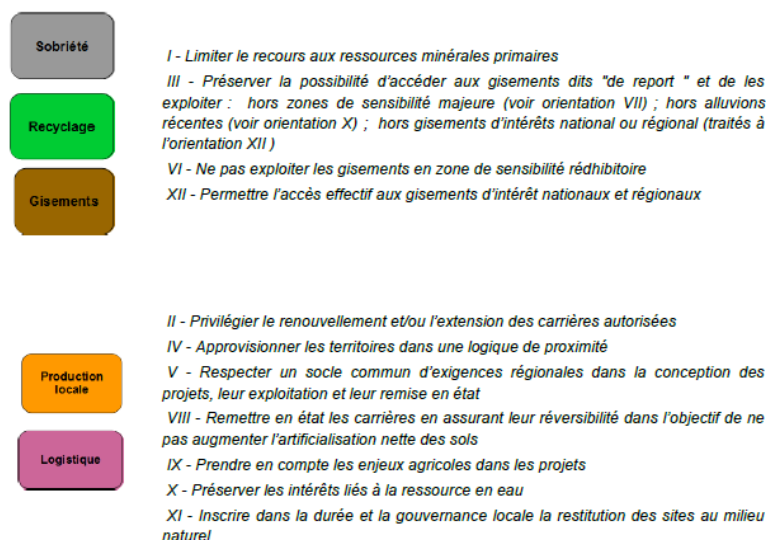 Sobriété
Recyclage
Gisements
I - Limiter le recours aux ressources minérales primaires
III - Préserver la possibilité d'accéder aux gisements dits "de report " et de les
exploiter : hors zones de sensibilité majeure (voir orientation VII) ; hors alluvions
récentes (voir orientation X) ; hors gisements d'intérêts national ou régional (traités à
l'orientation XII )
VI - Ne pas exploiter les gisements en zone de sensibilité rédhibitoire
XII - Permettre l'accès effectif aux gisements d'intérêt nationaux et régionaux
Production
locale
Logistique
II - Privilégier le renouvellement et/ou l'extension des carrières autorisées
IV - Approvisionner les territoires dans une logique de proximité
V - Respecter un socle commun d'exigences régionales dans la conception des
projets, leur exploitation et leur remise en état
VIII - Remettre en état les carrières en assurant leur réversibilité dans l'objectif de ne
pas augmenter l'artificialisation nette des sols
IX - Prendre en compte les enjeux agricoles dans les projets
X - Préserver les intérêts liés à la ressource en eau
XI - Inscrire dans la durée et la gouvernance locale la restitution des sites au milieu
naturel